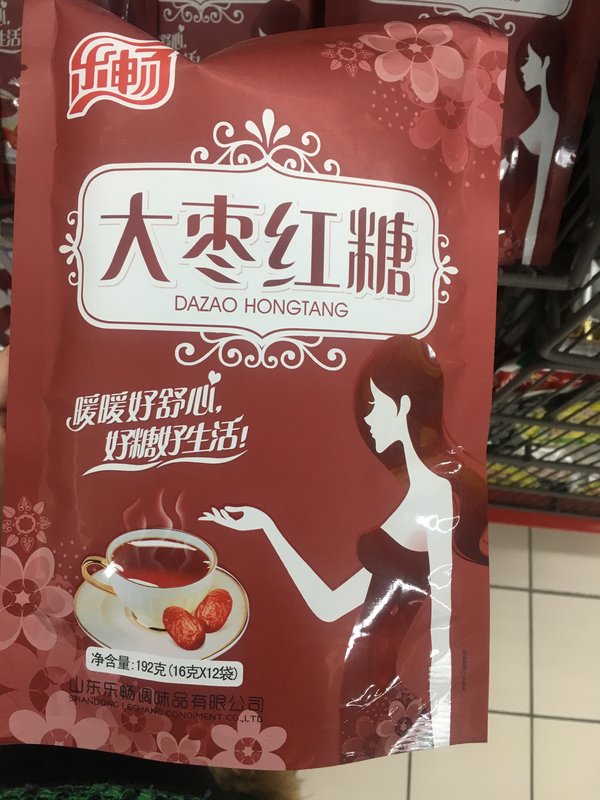 乐畅
大枣红糖
DAZAO HONGTANG
暖暖好舒心,
好糖好生活!
净含量:192克(16克X12袋)
山东乐畅调味品有限公司
SHANDONG LECHANG CONDIMENT CO.,LTD